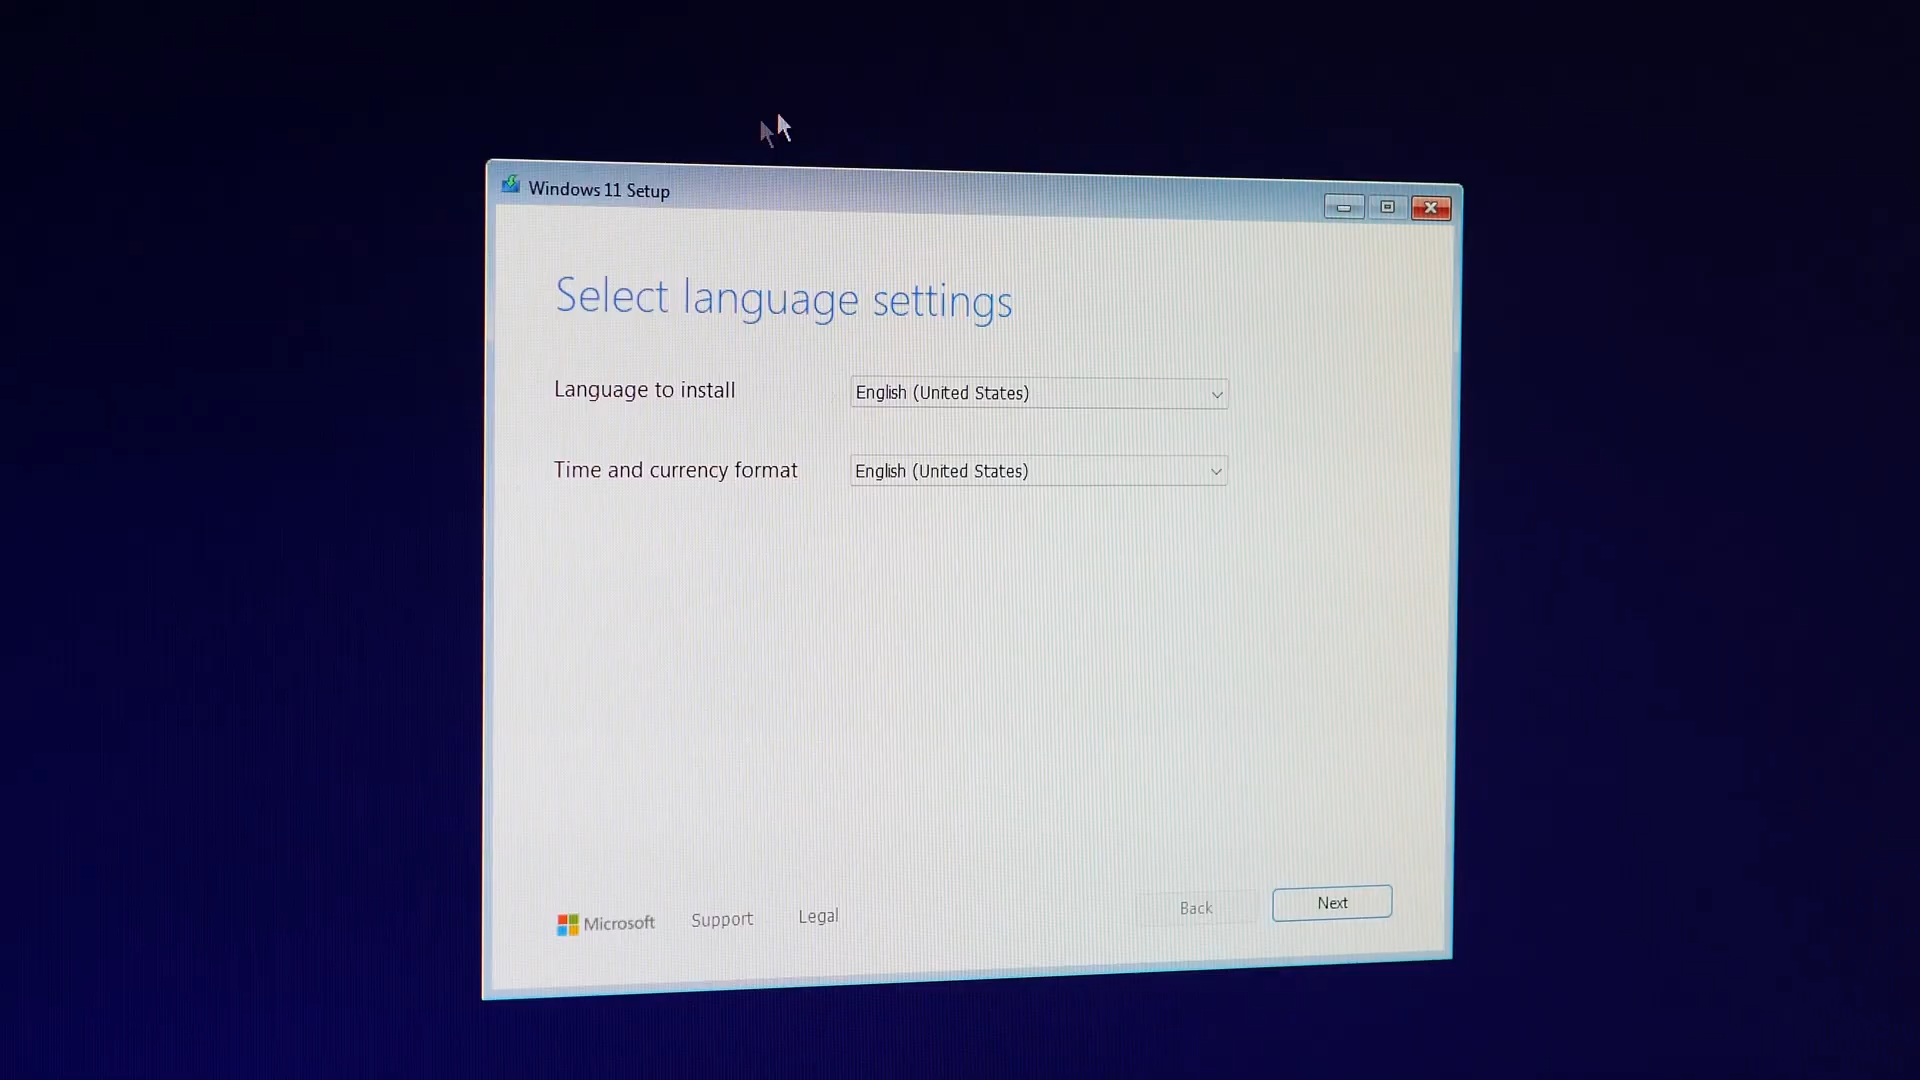 Windows 11 Setup
Select language settings
Language to install
English (United States)
Time and currency format
English (United States)
Microsoft
Support
Legal
Back
Next